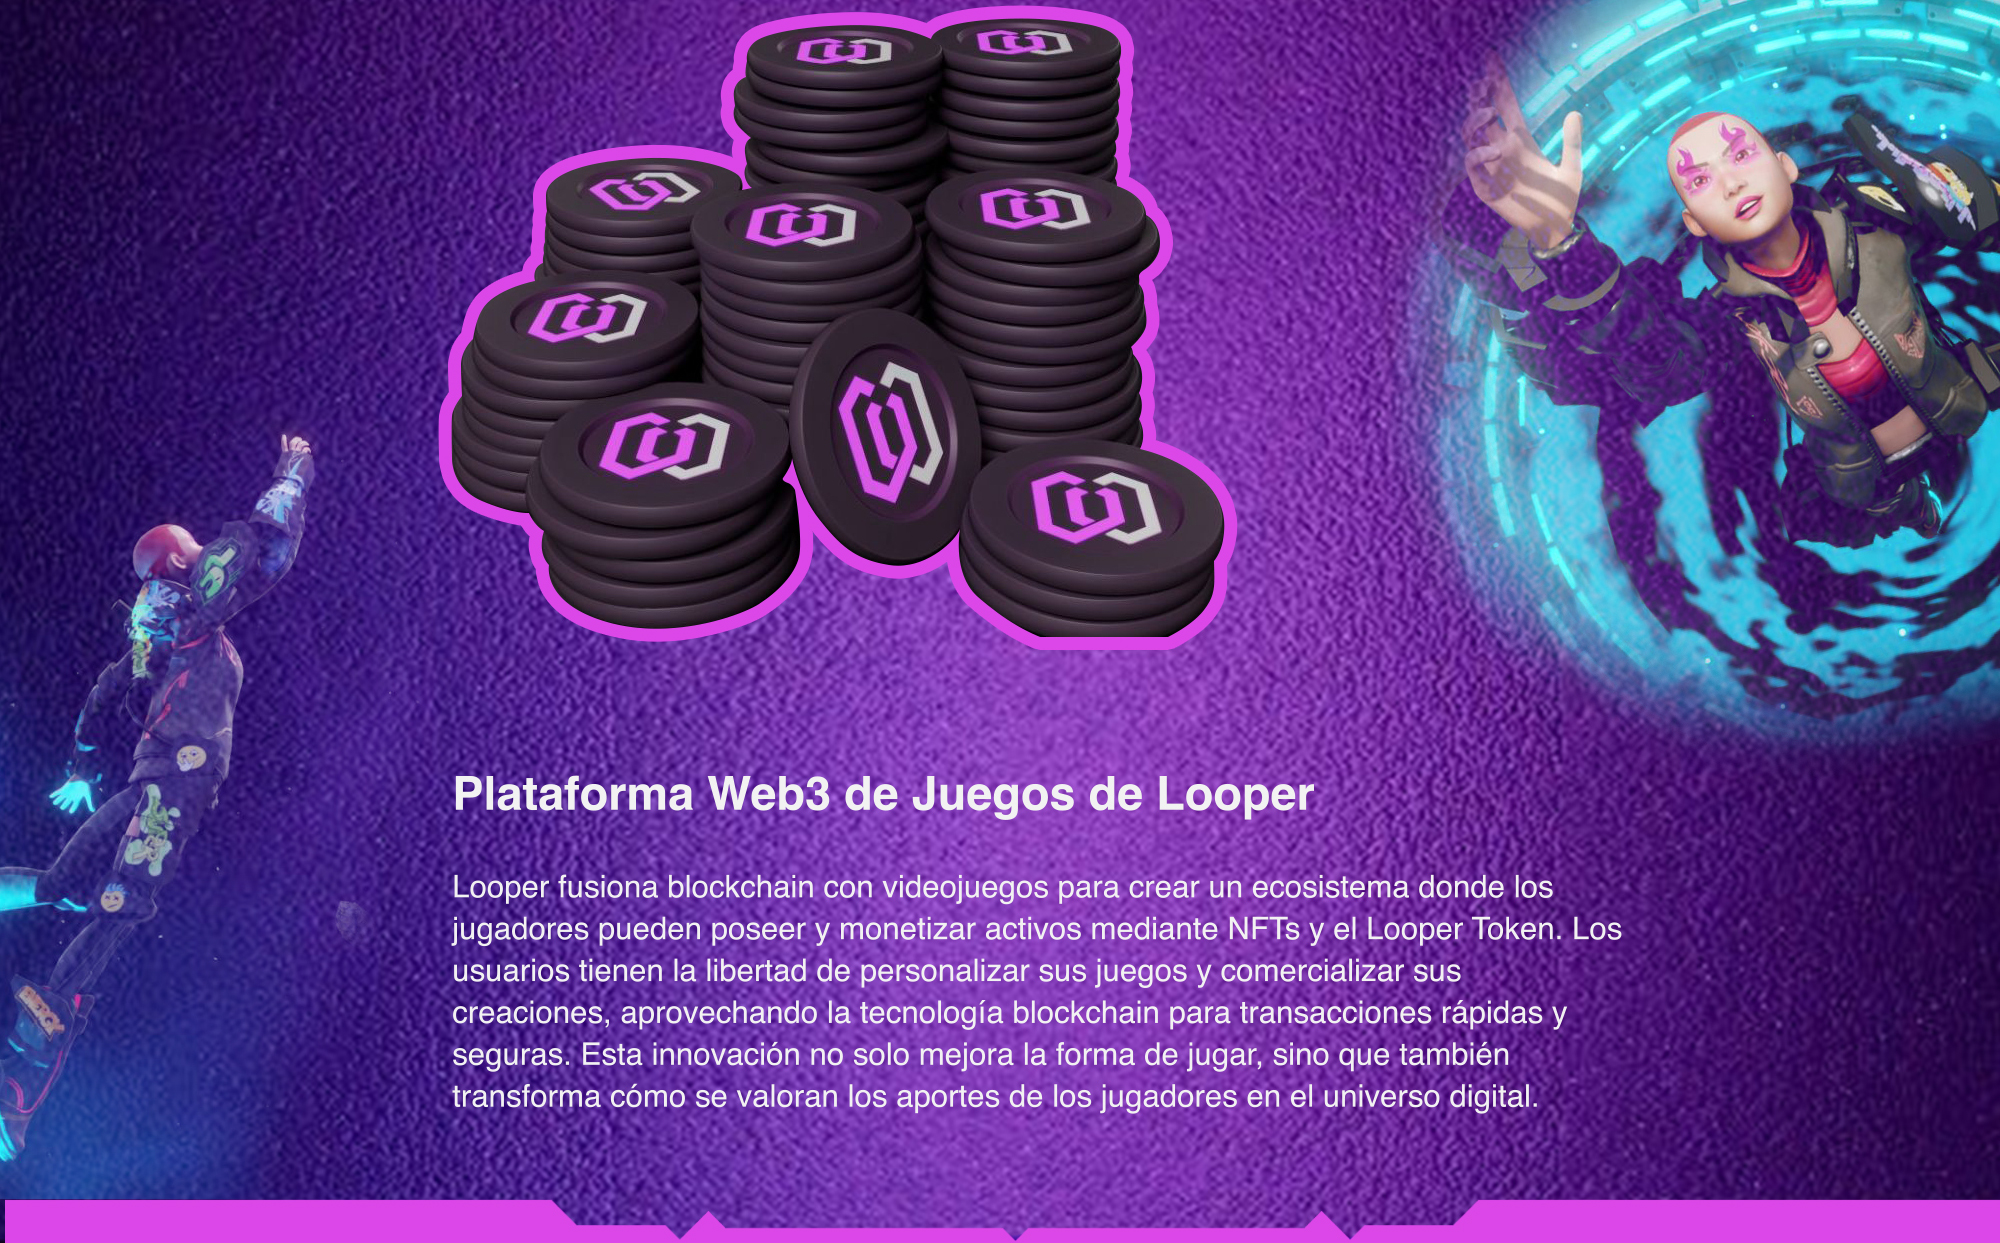 Plataforma Web3 de Juegos de Looper
Looper fusiona blockchain con videojuegos para crear un ecosistema donde los
jugadores pueden poseer y monetizar activos mediante NFTs y el Looper Token. Los
usuarios tienen la libertad de personalizar sus juegos y comercializar sus
creaciones, aprovechando la tecnología blockchain para transacciones rápidas y
seguras. Esta innovación no solo mejora la forma de jugar, sino que también
transforma cómo se valoran los aportes de los jugadores en el universo digital.